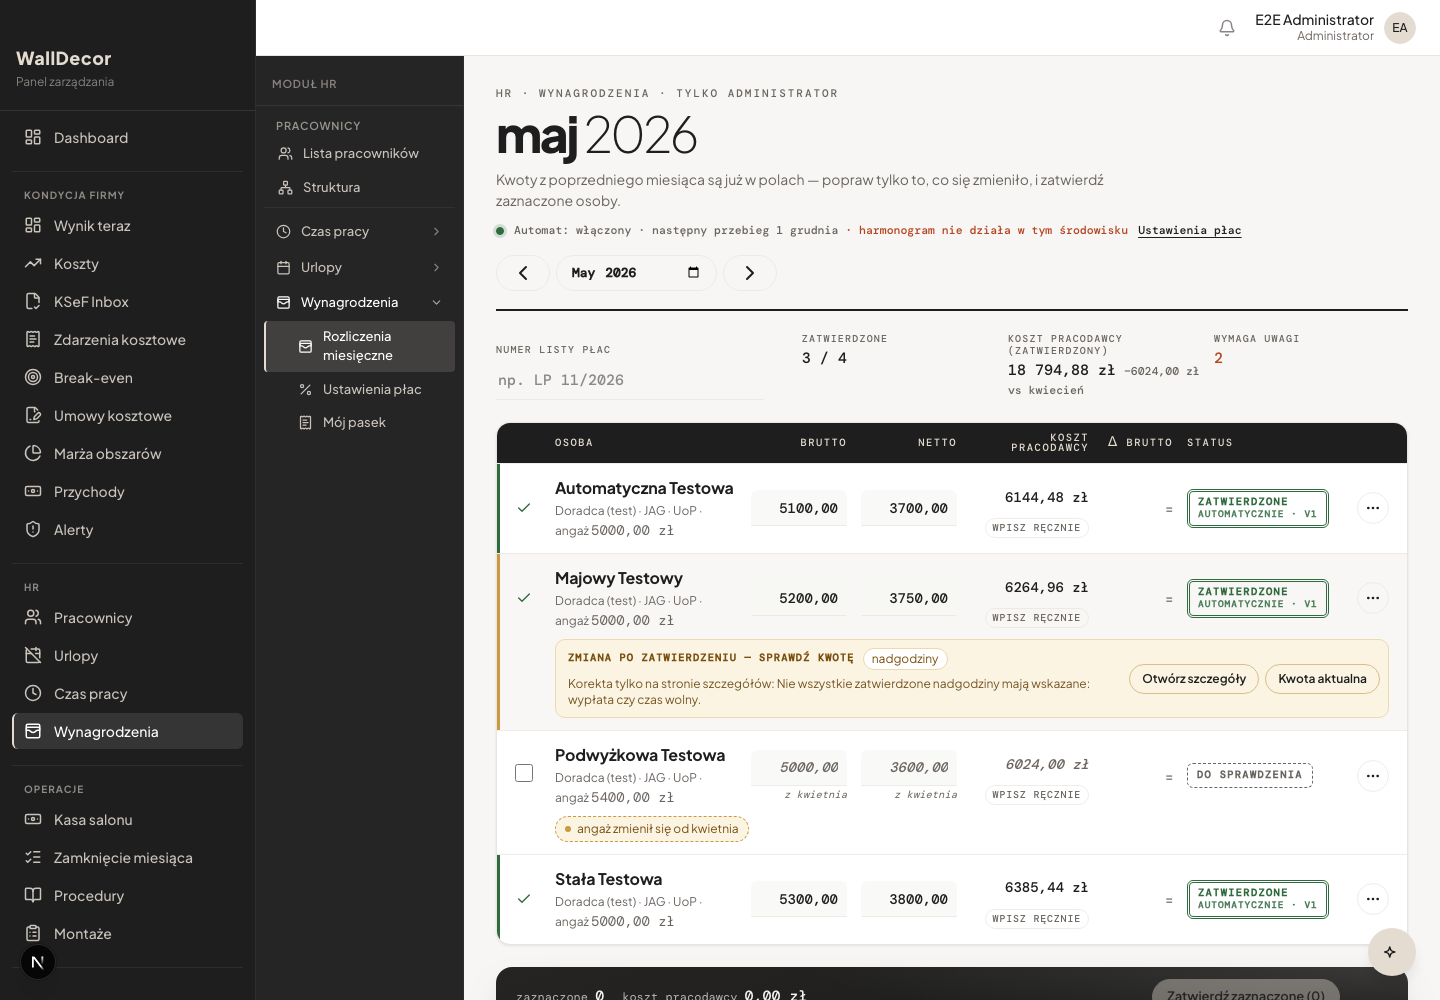 WallDecor
Panel zarządzania
Dashboard
KONDYCJA FIRMY
Wynik teraz
Koszty
KSeF Inbox
Zdarzenia kosztowe
Break-even
Umowy kosztowe
Marża obszarów
Przychody
Alerty
HR
Pracownicy
Urlopy
Czas pracy
Wynagrodzenia
OPERACJE
Kasa salonu
Zamknięcie miesiąca
Procedury
Montaże
N
MODUŁ HR
PRACOWNICY
Lista pracowników
Struktura
Czas pracy
Urlopy
Wynagrodzenia
Rozliczenia
miesięczne
Ustawienia płac
Mój pasek
E2E Administrator
Administrator
EA
HR · WYNAGRODZENIA · TYLKO ADMINISTRATOR
maj 2026
Kwoty z poprzedniego miesiąca są już w polach — popraw tylko to, co się zmieniło, i zatwierdź
zaznaczone osoby.
Automat: włączony · następny przebieg 1 grudnia · harmonogram nie działa w tym środowisku Ustawienia płac
May 2026
NUMER LISTY PŁAC
np. LP 11/2026
ZATWIERDZONE
3 / 4
KOSZT PRACODAWCY
(ZATWIERDZONY)
18 794,88 zł −6024,00 zł
vs kwiecień
WYMAGA UWAGI
2
OSOBA BRUTTO NETTO KOSZT PRACODAWCY Δ BRUTTO STATUS
Automatyczna Testowa
Doradca (test) · JAG · UoP ·
angaż 5000,00 zł
5100,00 3700,00 6144,48 zł
WPISZ RĘCZNIE
=
ZATWIERDZONE
AUTOMATYCZNIE · V1
Majowy Testowy
Doradca (test) · JAG · UoP ·
angaż 5000,00 zł
5200,00 3750,00 6264,96 zł
WPISZ RĘCZNIE
=
ZATWIERDZONE
AUTOMATYCZNIE · V1
ZMIANA PO ZATWIERDZENIU — SPRAWDŹ KWOTĘ nadgodziny
Korekta tylko na stronie szczegółów: Nie wszystkie zatwierdzone nadgodziny mają wskazane:
wypłata czy czas wolny.
Otwórz szczegóły Kwota aktualna
Podwyżkowa Testowa
Doradca (test) · JAG · UoP ·
angaż 5400,00 zł
angaż zmienił się od kwietnia
5000,00 3600,00 6024,00 zł
z kwietnia z kwietnia WPISZ RĘCZNIE
=
DO SPRAWDZENIA
Stała Testowa
Doradca (test) · JAG · UoP ·
angaż 5000,00 zł
5300,00 3800,00 6385,44 zł
WPISZ RĘCZNIE
=
ZATWIERDZONE
AUTOMATYCZNIE · V1
zaznaczone 0 koszt pracodawcy 0,00 zł
Zatwierdź zaznaczone (0)